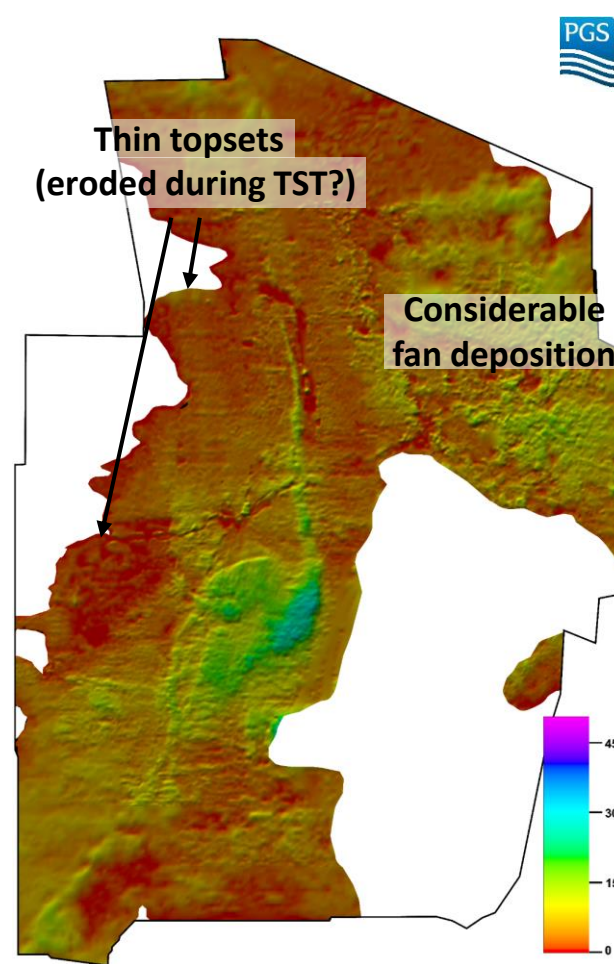 PGS
Thin topsets
(eroded during TST?)
Considerable
fan deposition
45
30
15
0